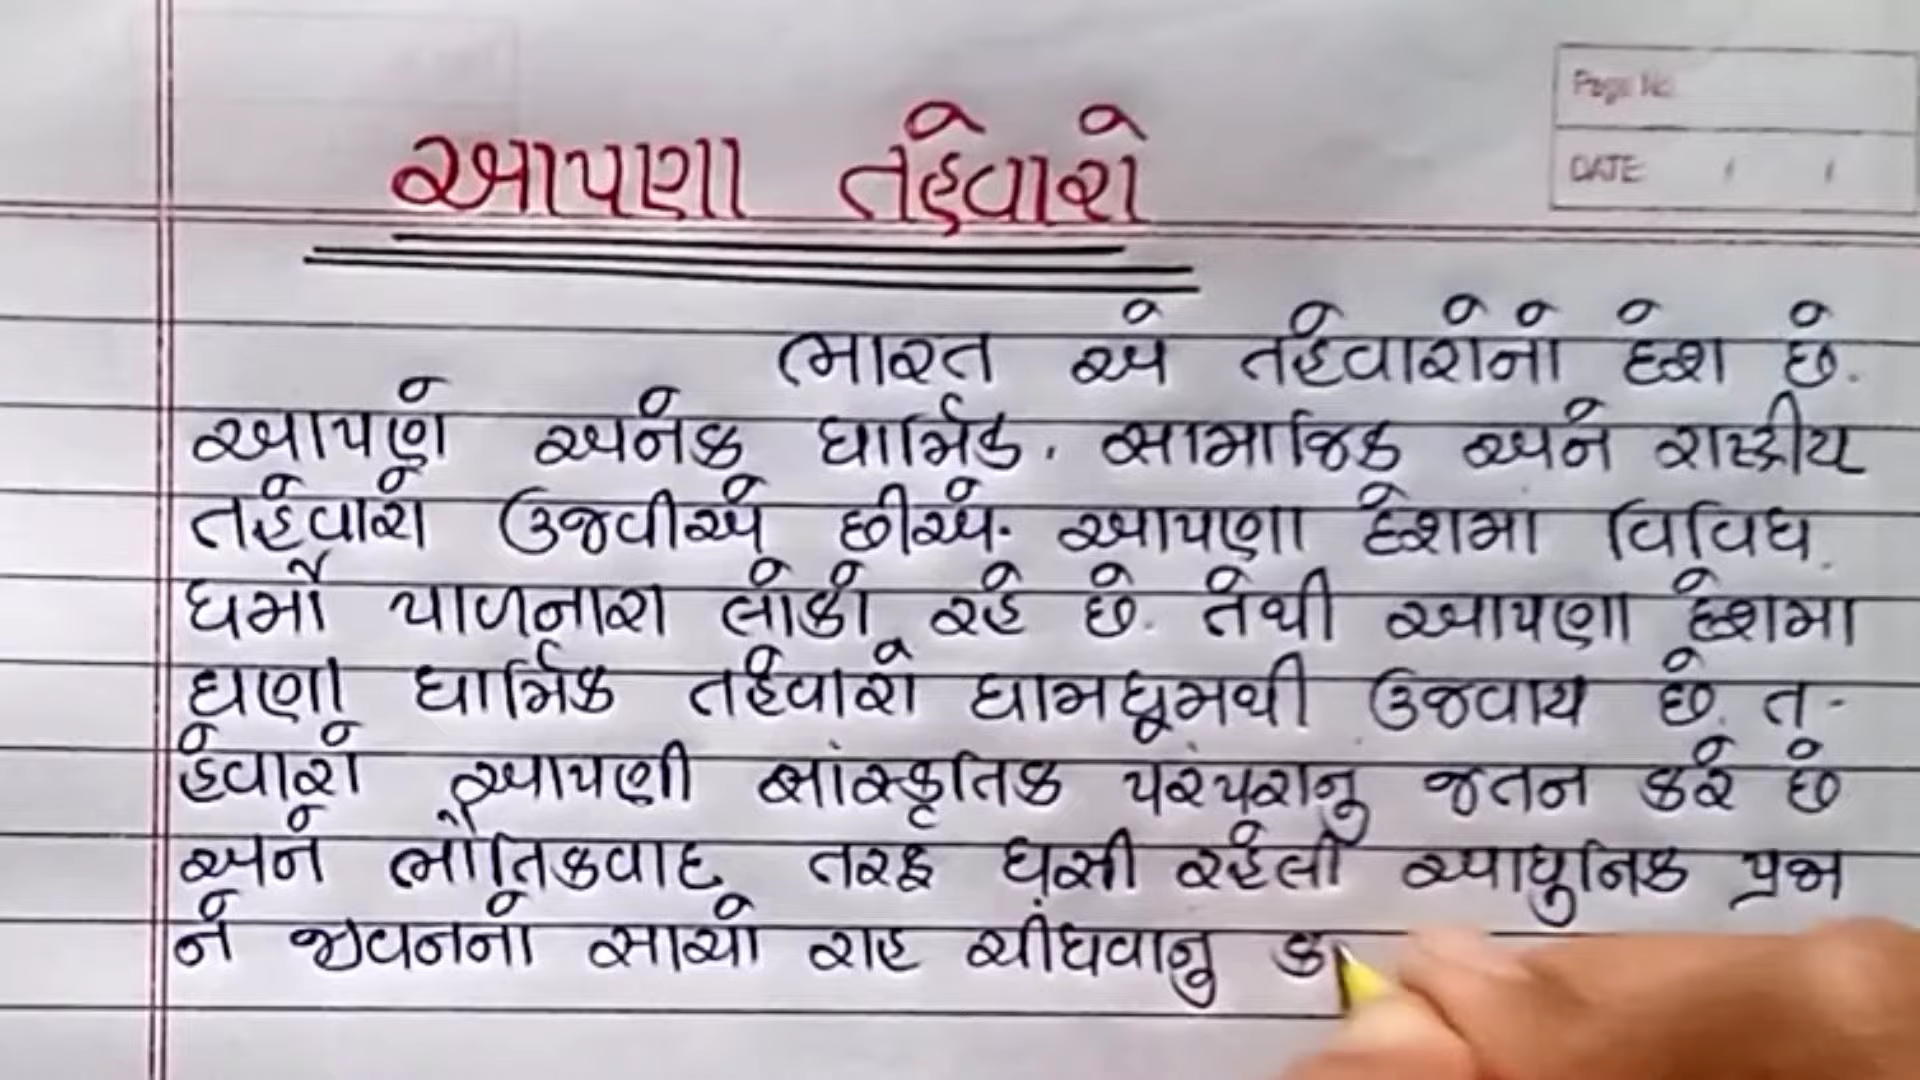 Page No.
DATE: / /
આપણા તહેવારો
ભારત એ તહેવારોનો દેશ છે.
આપણે અનેક ધાર્મિક, સામાજિક અને રાષ્ટ્રીય
તહેવારો ઉજવીએ છીએ. આપણા દેશમા વિવિધ
ધર્મો પાળનારા લોકો રહે છે. તેથી આપણા દેશમા
ઘણા ધાર્મિક તહેવારો ધામધૂમથી ઉજવાય છે. ત-
હેવારો આપણી સાંસ્કૃતિક પરંપરાનુ જતન કરે છે
અને ભૌતિકવાદ તરફ ધસી રહેલી આધુનિક પ્રજા
ને જીવનનો સાચો રાહ ચીંધવાનુ ક